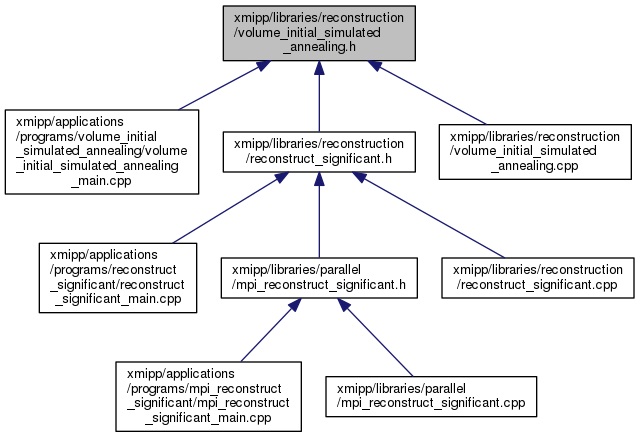 xmipp/libraries/reconstruction
/volume_initial_simulated
_annealing.h
xmipp/applications
/programs/volume_initial
_simulated_annealing/volume
_initial_simulated_annealing
_main.cpp
xmipp/libraries/reconstruction
/reconstruct_significant.h
xmipp/libraries/reconstruction
/volume_initial_simulated
_annealing.cpp
xmipp/applications
/programs/reconstruct
_significant/reconstruct
_significant_main.cpp
xmipp/libraries/parallel
/mpi_reconstruct_significant.h
xmipp/libraries/reconstruction
/reconstruct_significant.cpp
xmipp/applications
/programs/mpi_reconstruct
_significant/mpi_reconstruct
_significant_main.cpp
xmipp/libraries/parallel
/mpi_reconstruct_significant.cpp